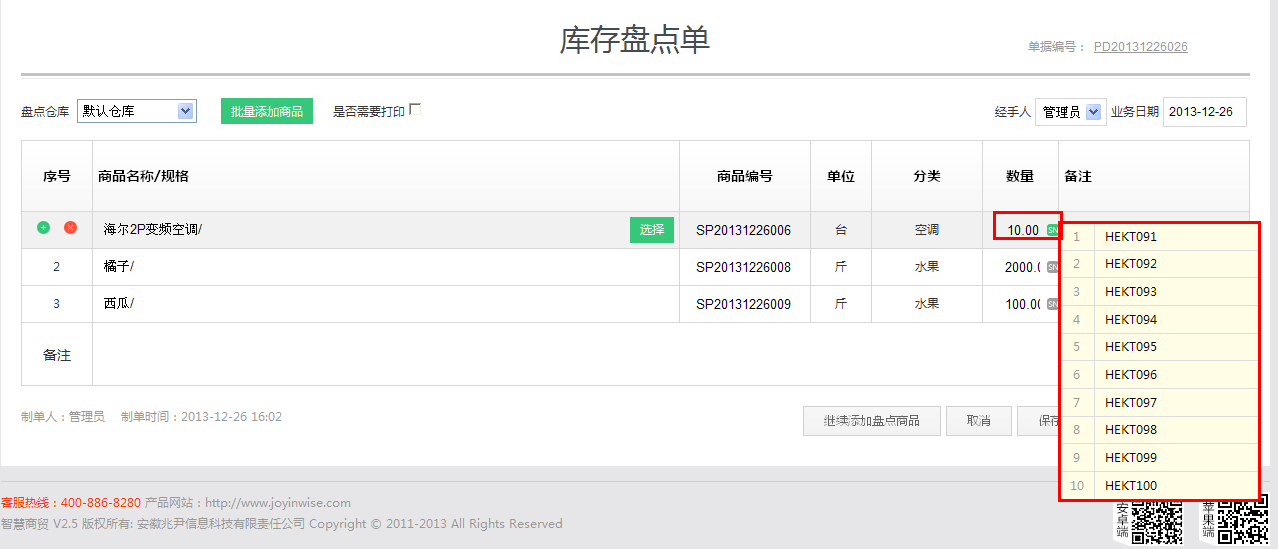 库存盘点单
单据编号： PD20131226026
盘点仓库 默认仓库 批量添加商品 是否需要打印 经手人 管理员 业务日期 2013-12-26
序号 商品名称/规格 商品编号 单位 分类 数量 备注
海尔2P变频空调/ 选择 SP20131226006 台 空调 10.00 SN
2 橘子/ SP20131226008 斤 水果 2000.0 SN
3 西瓜/ SP20131226009 斤 水果 100.00 SN
备注
1 HEKT091
2 HEKT092
3 HEKT093
4 HEKT094
5 HEKT095
6 HEKT096
7 HEKT097
8 HEKT098
9 HEKT099
10 HEKT100
制单人：管理员 制单时间：2013-12-26 16:02
继续添加盘点商品 取消 保存
客服热线：400-886-8280 产品网站：http://www.joyinwise.com
智慧商贸 V2.5 版权所有: 安徽兆尹信息科技有限责任公司 Copyright © 2011-2013 All Rights Reserved
安卓端
苹果端